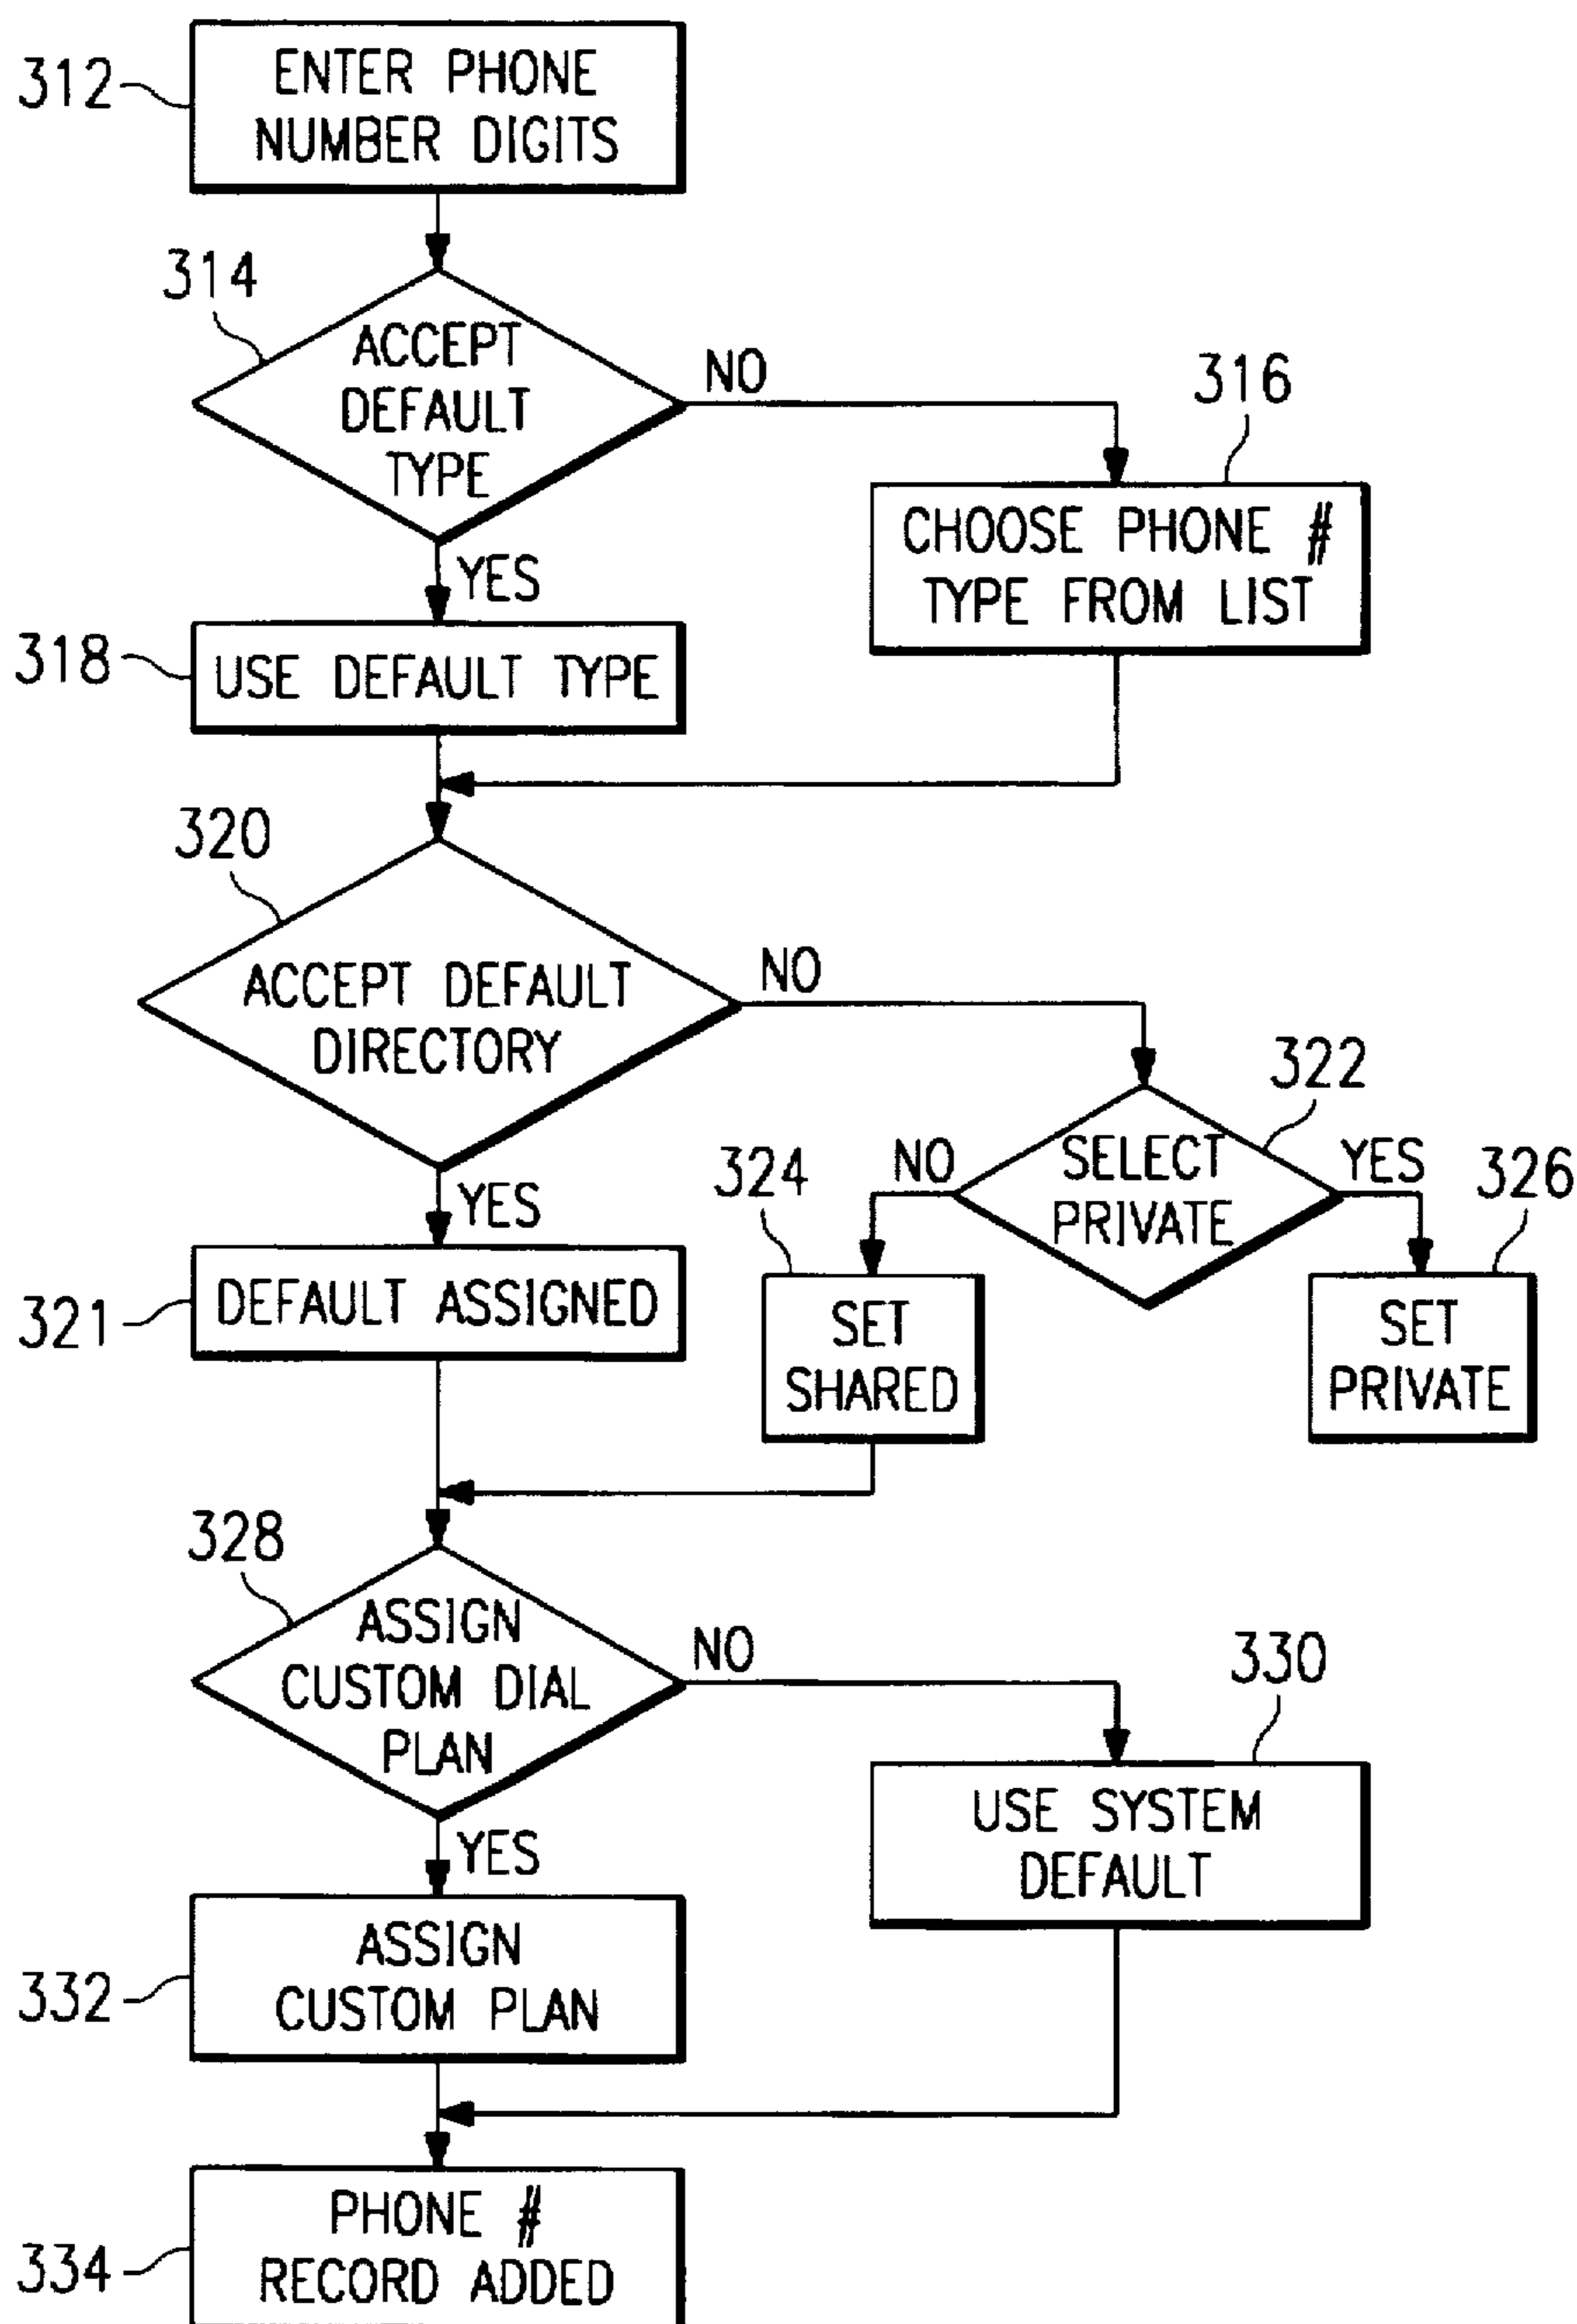 312
ENTER PHONE
NUMBER DIGITS
314
ACCEPT
DEFAULT
TYPE
NO
316
CHOOSE PHONE #
TYPE FROM LIST
YES
318
USE DEFAULT TYPE
320
ACCEPT DEFAULT
DIRECTORY
NO
322
SELECT
PRIVATE
NO
YES
324
326
YES
321
DEFAULT ASSIGNED
SET
SHARED
SET
PRIVATE
328
ASSIGN
CUSTOM DIAL
PLAN
NO
330
USE SYSTEM
DEFAULT
YES
332
ASSIGN
CUSTOM PLAN
334
PHONE #
RECORD ADDED